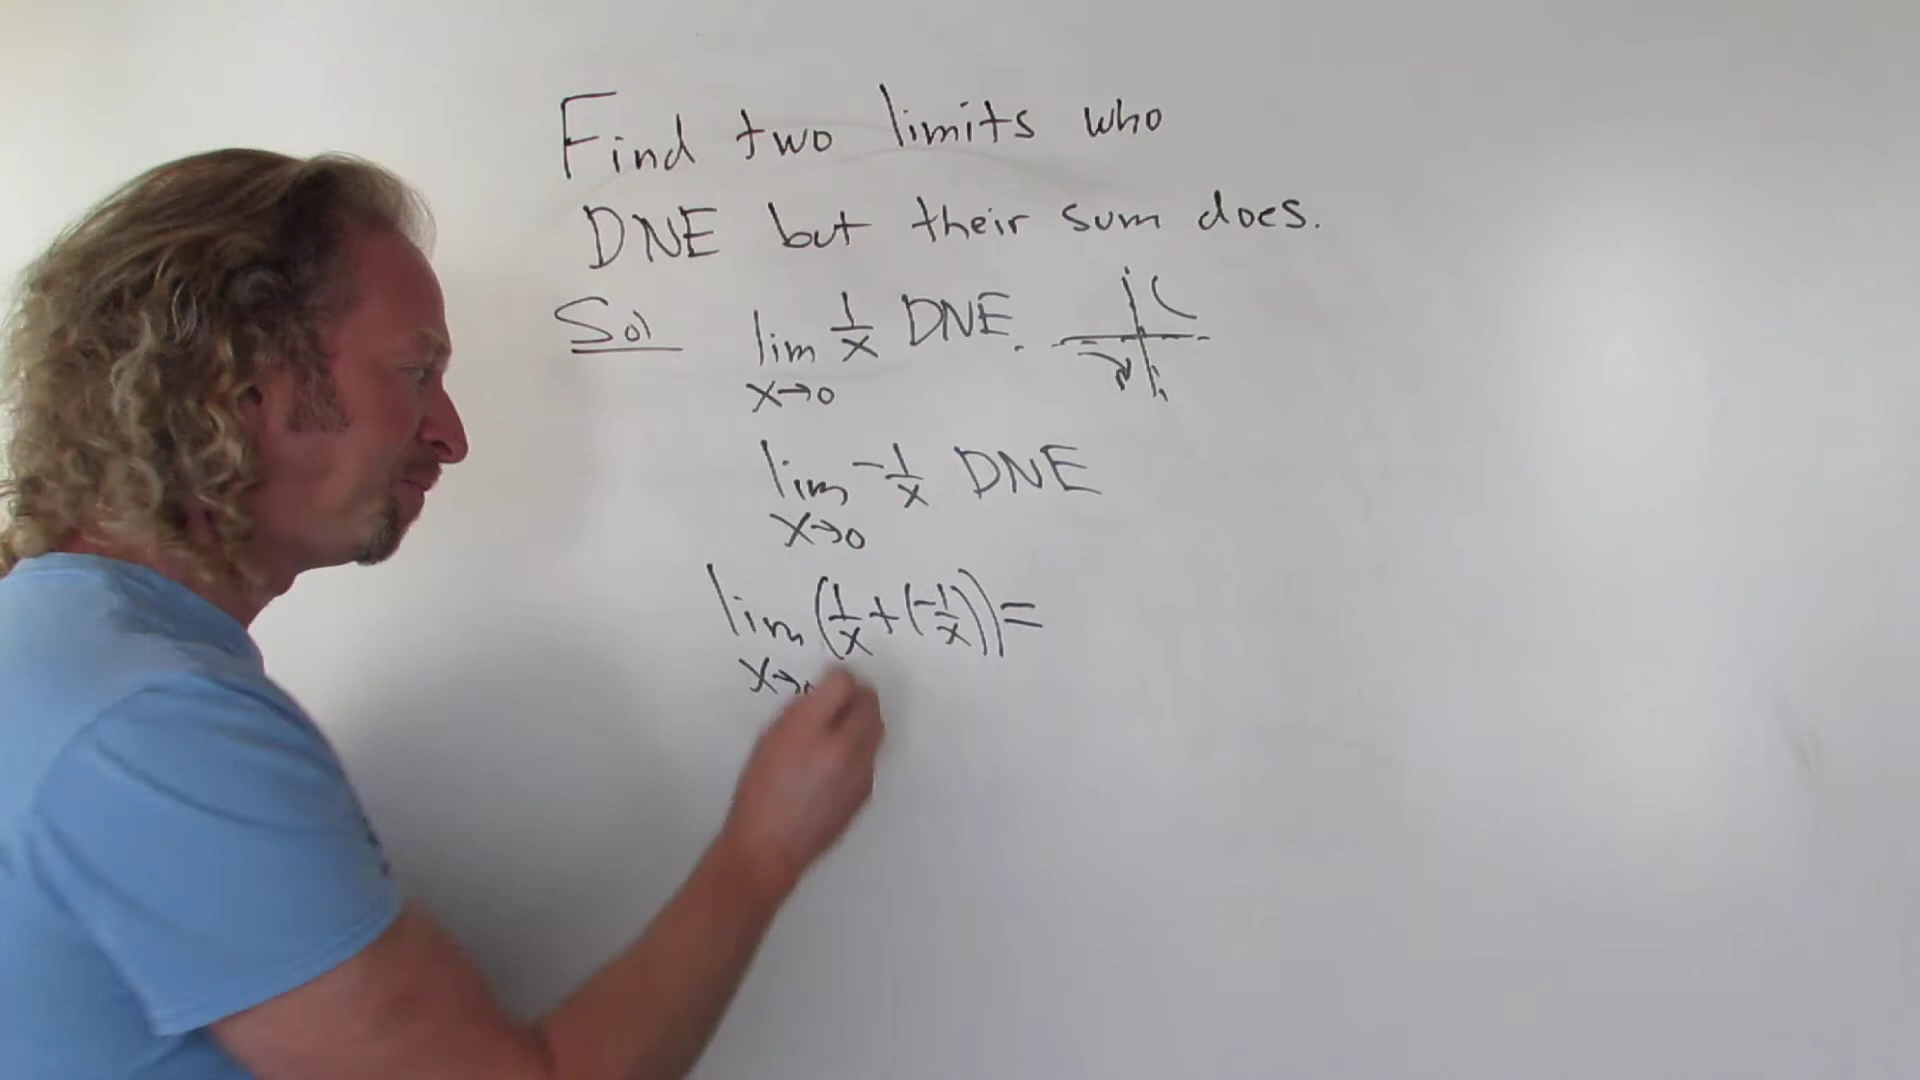 Find two limits who
DNE but their sum does.
Sol lim 1/x DNE.
x→0
lim -1/x DNE
x→0
lim (1/x + (-1/x)) =
x→